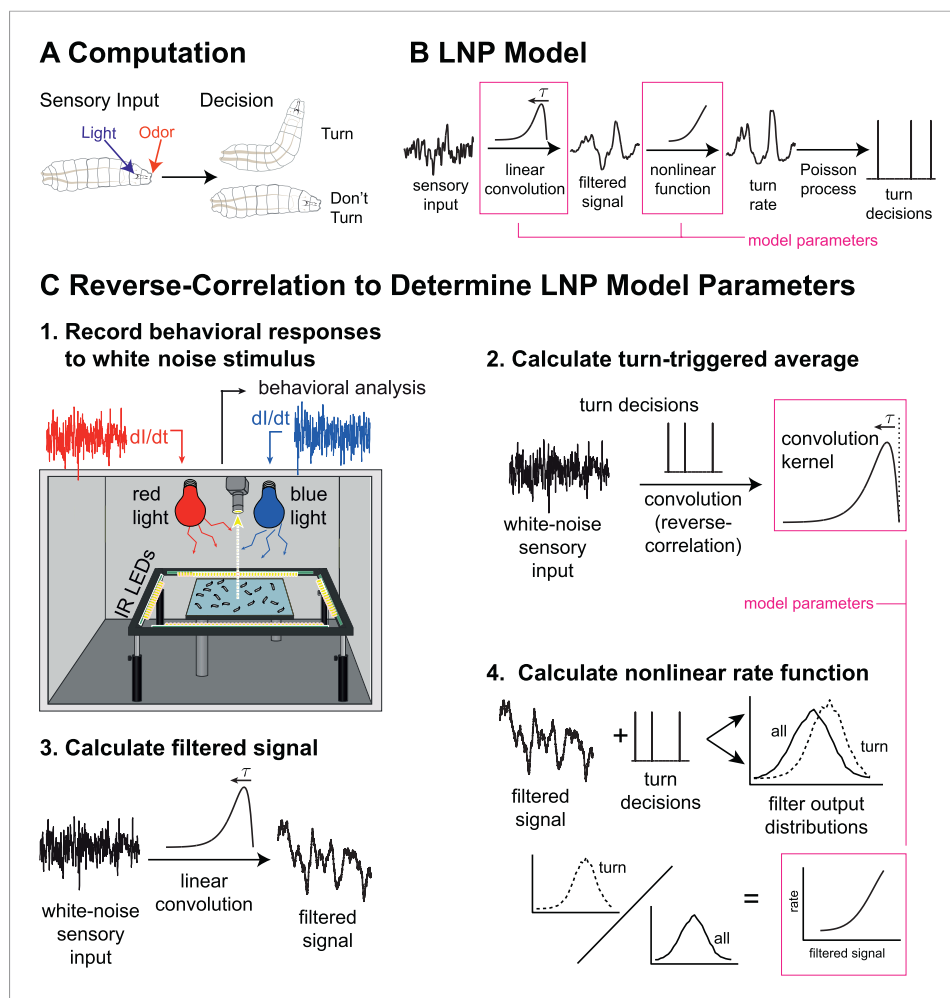 A Computation
Sensory Input
Decision
Light
Odor
Turn
Don't
Turn
B LNP Model
τ
sensory
input
linear
convolution
filtered
signal
nonlinear
function
turn
rate
Poisson
process
turn
decisions
model parameters
C Reverse-Correlation to Determine LNP Model Parameters
1. Record behavioral responses
to white noise stimulus
behavioral analysis
dI/dt
dI/dt
red
light
blue
light
IR LEDs
2. Calculate turn-triggered average
turn decisions
white-noise
sensory
input
convolution
(reverse-
correlation)
τ
convolution
kernel
model parameters
3. Calculate filtered signal
τ
white-noise
sensory
input
linear
convolution
filtered
signal
4. Calculate nonlinear rate function
filtered
signal
+
turn
decisions
all
turn
filter output
distributions
turn
all
=
rate
filtered signal